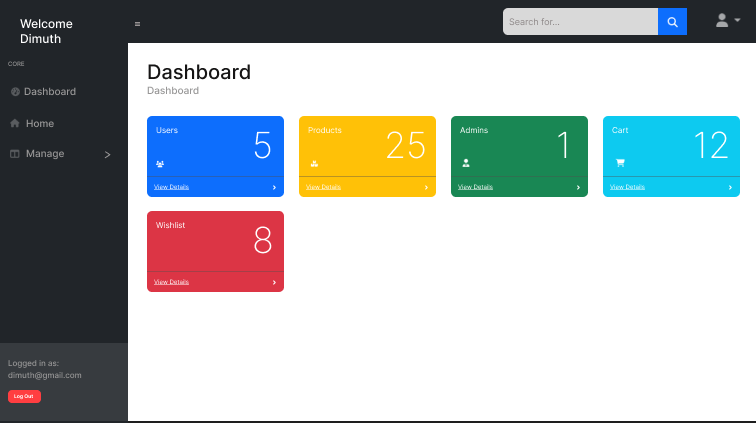 Welcome
Dimuth
Search for...
CORE
Dashboard
Home
Manage
Dashboard
Dashboard
Users
5
View Details
Products
25
View Details
Admins
1
View Details
Cart
12
View Details
Wishlist
8
View Details
Logged in as:
dimuth@gmail.com
Log Out